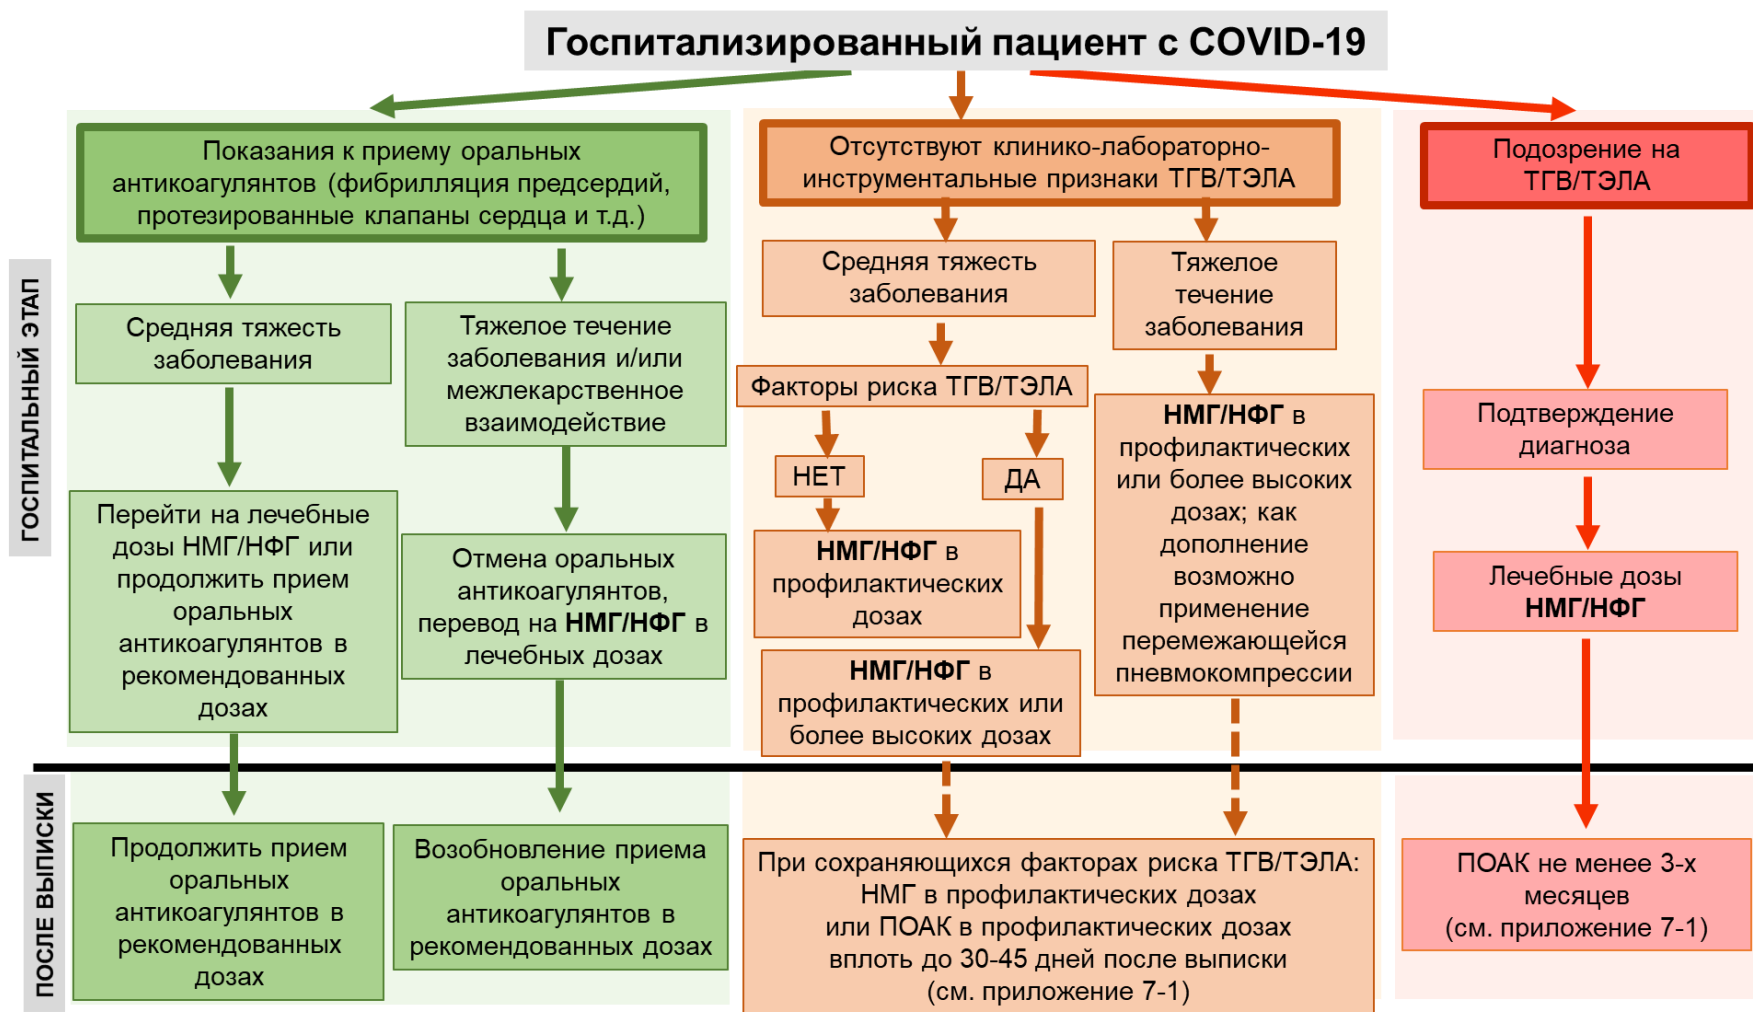 Госпитализированный пациент с COVID-19
ГОСПИТАЛЬНЫЙ ЭТАП
Показания к приему оральных
антикоагулянтов (фибрилляция предсердий,
протезированные клапаны сердца и т.д.)
Средняя тяжесть
заболевания
Перейти на лечебные
дозы НМГ/НФГ или
продолжить прием
оральных
антикоагулянтов в
рекомендованных
дозах
Тяжелое течение
заболевания и/или
межлекарственное
взаимодействие
Отмена оральных
антикоагулянтов,
перевод на НМГ/НФГ в
лечебных дозах
Отсутствуют клинико-лабораторно-
инструментальные признаки ТГВ/ТЭЛА
Средняя тяжесть
заболевания
Факторы риска ТГВ/ТЭЛА
НЕТ
ДА
НМГ/НФГ в
профилактических
дозах
НМГ/НФГ в
профилактических или
более высоких дозах
Тяжелое
течение
заболевания
НМГ/НФГ в
профилактических
или более высоких
дозах; как
дополнение
возможно
применение
перемежающейся
пневмокомпрессии
Подозрение на
ТГВ/ТЭЛА
Подтверждение
диагноза
Лечебные дозы
НМГ/НФГ
ПОСЛЕ ВЫПИСКИ
Продолжить прием
оральных
антикоагулянтов в
рекомендованных
дозах
Возобновление приема
оральных
антикоагулянтов в
рекомендованных дозах
При сохраняющихся факторах риска ТГВ/ТЭЛА:
НМГ в профилактических дозах
или ПОАК в профилактических дозах
вплоть до 30-45 дней после выписки
(см. приложение 7-1)
ПОАК не менее 3-х
месяцев
(см. приложение 7-1)